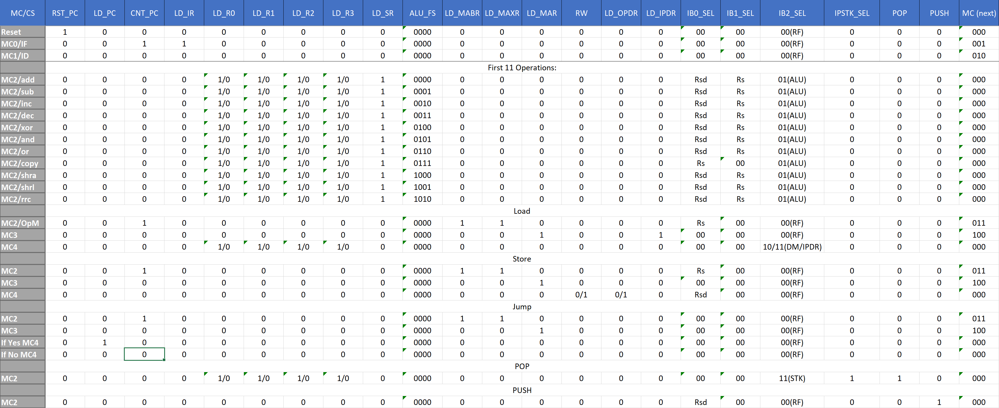 MC/CS RST_PC LD_PC CNT_PC LD_IR LD_R0 LD_R1 LD_R2 LD_R3 LD_SR ALU_FS LD_MABR LD_MAXR LD_MAR RW LD_OPDR LD_IPDR IB0_SEL IB1_SEL IB2_SEL IPSTK_SEL POP PUSH MC (next)
Reset 1 0 0 0 0 0 0 0 0 0000 0 0 0 0 0 0 00 00 00(RF) 0 0 0 000
MC0/IF 0 0 1 1 0 0 0 0 0 0000 0 0 0 0 0 0 00 00 00(RF) 0 0 0 001
MC1/ID 0 0 0 0 0 0 0 0 0 0000 0 0 0 0 0 0 00 00 00(RF) 0 0 0 010
First 11 Operations:
MC2/add 0 0 0 0 1/0 1/0 1/0 1/0 1 0000 0 0 0 0 0 0 Rsd Rs 01(ALU) 0 0 0 000
MC2/sub 0 0 0 0 1/0 1/0 1/0 1/0 1 0001 0 0 0 0 0 0 Rsd Rs 01(ALU) 0 0 0 000
MC2/inc 0 0 0 0 1/0 1/0 1/0 1/0 1 0010 0 0 0 0 0 0 Rsd Rs 01(ALU) 0 0 0 000
MC2/dec 0 0 0 0 1/0 1/0 1/0 1/0 1 0011 0 0 0 0 0 0 Rsd Rs 01(ALU) 0 0 0 000
MC2/xor 0 0 0 0 1/0 1/0 1/0 1/0 1 0100 0 0 0 0 0 0 Rsd Rs 01(ALU) 0 0 0 000
MC2/and 0 0 0 0 1/0 1/0 1/0 1/0 1 0101 0 0 0 0 0 0 Rsd Rs 01(ALU) 0 0 0 000
MC2/or 0 0 0 0 1/0 1/0 1/0 1/0 1 0110 0 0 0 0 0 0 Rsd Rs 01(ALU) 0 0 0 000
MC2/copy 0 0 0 0 1/0 1/0 1/0 1/0 1 0111 0 0 0 0 0 0 Rs 00 01(ALU) 0 0 0 000
MC2/shra 0 0 0 0 1/0 1/0 1/0 1/0 1 1000 0 0 0 0 0 0 Rsd Rs 01(ALU) 0 0 0 000
MC2/shrl 0 0 0 0 1/0 1/0 1/0 1/0 1 1001 0 0 0 0 0 0 Rsd Rs 01(ALU) 0 0 0 000
MC2/rrc 0 0 0 0 1/0 1/0 1/0 1/0 1 1010 0 0 0 0 0 0 Rsd Rs 01(ALU) 0 0 0 000
Load
MC2/OpM 0 0 1 0 0 0 0 0 0 0000 1 1 0 0 0 0 Rs 00 00(RF) 0 0 0 011
MC3 0 0 0 0 0 0 0 0 0 0000 0 0 1 0 0 1 00 00 00(RF) 0 0 0 100
MC4 0 0 0 0 1/0 1/0 1/0 1/0 0 0000 0 0 0 0 0 0 00 00 10/11(DM/IPDR) 0 0 0 000
Store
MC2 0 0 1 0 0 0 0 0 0 0000 1 1 0 0 0 0 Rs 00 00(RF) 0 0 0 011
MC3 0 0 0 0 0 0 0 0 0 0000 0 0 1 0 0 0 00 00 00(RF) 0 0 0 100
MC4 0 0 0 0 0 0 0 0 0 0000 0 0 0 0/1 0/1 0 Rsd 00 00(RF) 0 0 0 000
Jump
MC2 0 0 1 0 0 0 0 0 0 0000 1 1 0 0 0 0 00 00 00(RF) 0 0 0 011
MC3 0 0 0 0 0 0 0 0 0 0000 0 0 1 0 0 0 00 00 00(RF) 0 0 0 100
If Yes MC4 0 1 0 0 0 0 0 0 0 0000 0 0 0 0 0 0 00 00 00(RF) 0 0 0 000
If No MC4 0 0 0 0 0 0 0 0 0 0000 0 0 0 0 0 0 00 00 00(RF) 0 0 0 000
POP
MC2 0 0 0 0 1/0 1/0 1/0 1/0 0 0000 0 0 0 0 0 0 00 00 11(STK) 1 1 0 000
PUSH
MC2 0 0 0 0 0 0 0 0 0 0000 0 0 0 0 0 0 Rsd 00 00(RF) 0 0 1 000